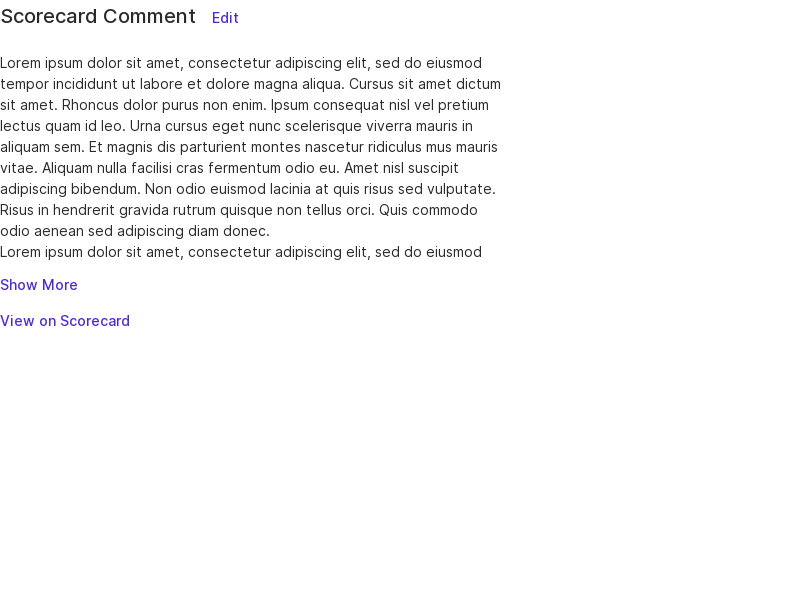 Scorecard Comment Edit
Lorem ipsum dolor sit amet, consectetur adipiscing elit, sed do eiusmod
tempor incididunt ut labore et dolore magna aliqua. Cursus sit amet dictum
sit amet. Rhoncus dolor purus non enim. Ipsum consequat nisl vel pretium
lectus quam id leo. Urna cursus eget nunc scelerisque viverra mauris in
aliquam sem. Et magnis dis parturient montes nascetur ridiculus mus mauris
vitae. Aliquam nulla facilisi cras fermentum odio eu. Amet nisl suscipit
adipiscing bibendum. Non odio euismod lacinia at quis risus sed vulputate.
Risus in hendrerit gravida rutrum quisque non tellus orci. Quis commodo
odio aenean sed adipiscing diam donec.
Lorem ipsum dolor sit amet, consectetur adipiscing elit, sed do eiusmod
Show More
View on Scorecard